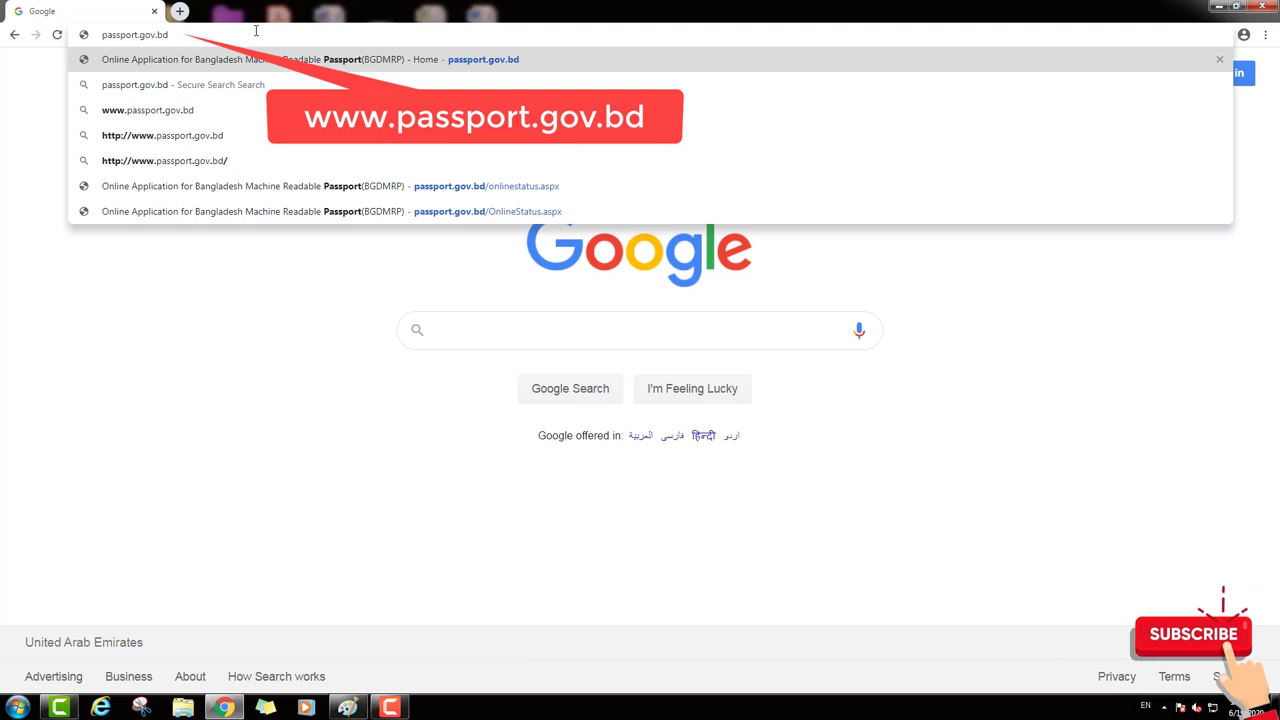 Google
passport.gov.bd
Online Application for Bangladesh Machine Readable Passport(BGDMRP) - Home - passport.gov.bd
in
passport.gov.bd - Secure Search Search
www.passport.gov.bd
www.passport.gov.bd
http://www.passport.gov.bd
http://www.passport.gov.bd/
Online Application for Bangladesh Machine Readable Passport(BGDMRP) - passport.gov.bd/onlinestatus.aspx
Online Application for Bangladesh Machine Readable Passport(BGDMRP) - passport.gov.bd/OnlineStatus.aspx
Google
Google Search
I'm Feeling Lucky
Google offered in: العربية فارسی हिन्दी اردو
SUBSCRIBE
United Arab Emirates
Advertising Business About How Search works
Privacy Terms
EN